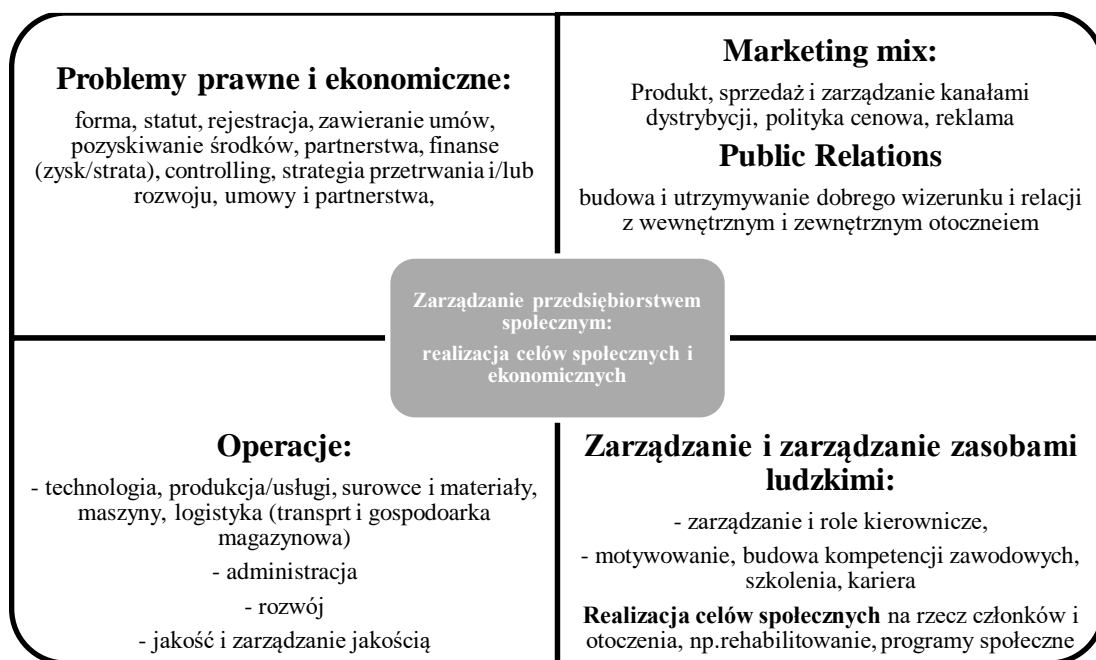 Problemy prawne i ekonomiczne:
forma, statut, rejestracja, zawieranie umów,
pozyskiwanie środków, partnerstwa, finanse
(zysk/strata), controlling, strategia przetrwania i/lub
rozwoju, umowy i partnerstwa,
Marketing mix:
Produkt, sprzedaż i zarządzanie kanałami
dystrybycji, polityka cenowa, reklama
Public Relations
budowa i utrzymywanie dobrego wizerunku i relacji
z wewnętrznym i zewnętrznym otoczneiem
Zarządzanie przedsiębiorstwem
społecznym:
realizacja celów społecznych i
ekonomicznych
Operacje:
- technologia, produkcja/usługi, surowce i materiały,
maszyny, logistyka (transprt i gospodoarka
magazynowa)
- administracja
- rozwój
- jakość i zarządzanie jakością
Zarządzanie i zarządzanie zasobami
ludzkimi:
- zarządzanie i role kierownicze,
- motywowanie, budowa kompetencji zawodowych,
szkolenia, kariera
Realizacja celów społecznych na rzecz członków i
otoczenia, np.rehabilitowanie, programy społeczne